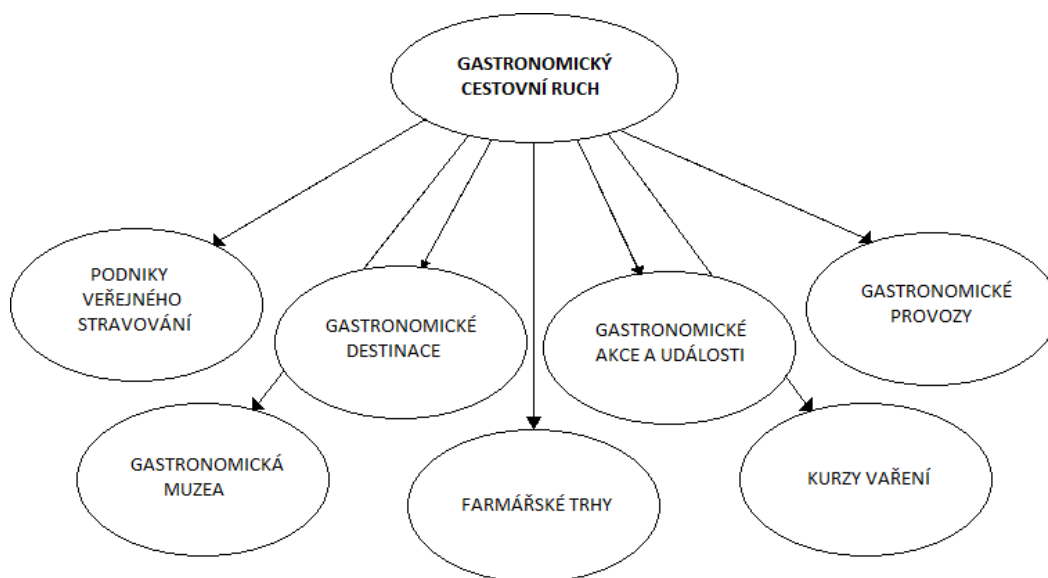 GASTRONOMICKÝ
CESTOVNÍ RUCH
PODNIKY
VEŘEJNÉHO
STRAVOVÁNÍ
GASTRONOMICKÉ
DESTINACE
GASTRONOMICKÉ
AKCE A UDÁLOSTI
GASTRONOMICKÉ
PROVOZY
GASTRONOMICKÁ
MUZEA
FARMÁŘSKÉ TRHY
KURZY VAŘENÍ